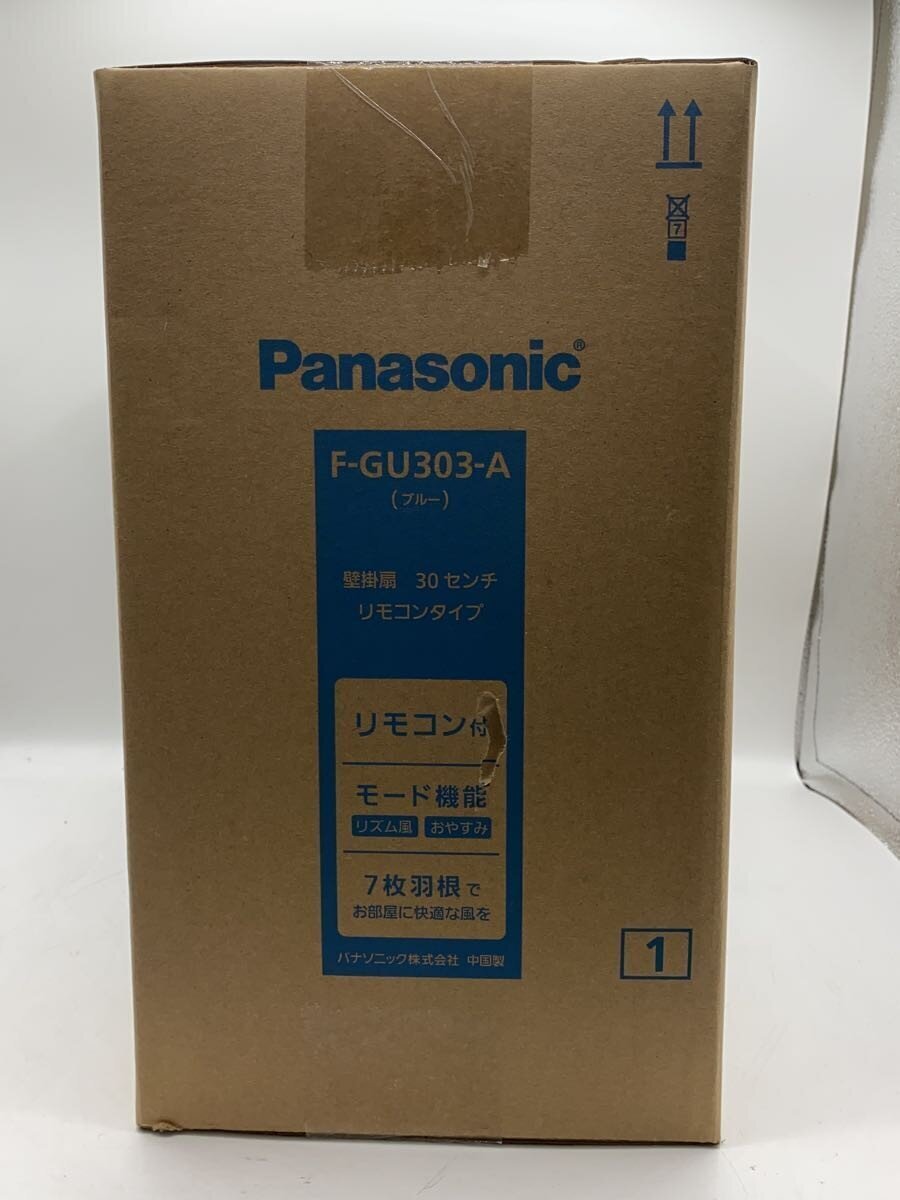 7
Panasonic®
F-GU303-A
(ブルー)
壁掛扇 30センチ
リモコンタイプ
リモコン付
モード機能
リズム風 おやすみ
7枚羽根で
お部屋に快適な風を
パナソニック株式会社 中国製
1